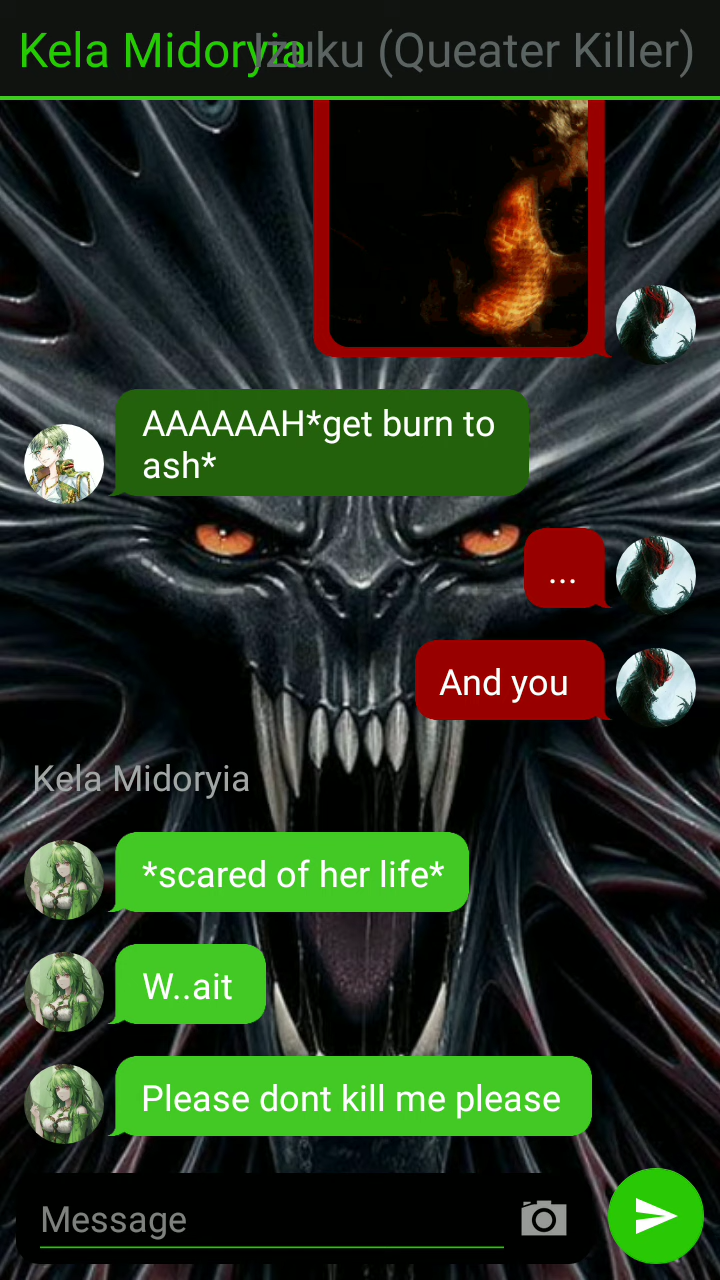 Kela Midoryia
Izuku (Queater Killer)
AAAAAAH*get burn to
ash*
...
And you
Kela Midoryia
*scared of her life*
W..ait
Please dont kill me please
Message